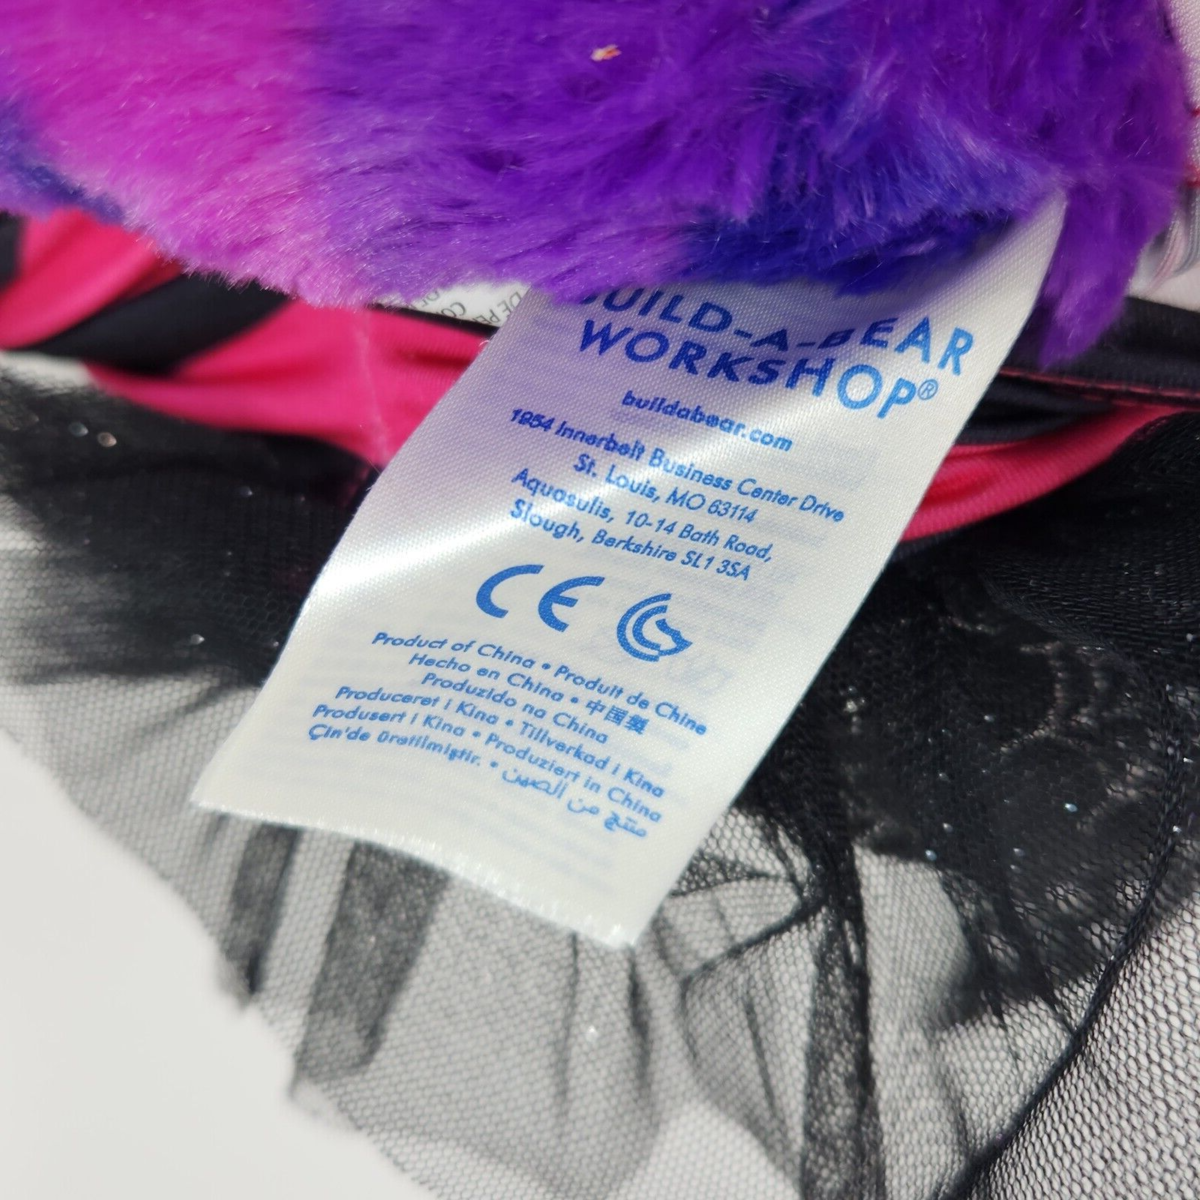 BUILD-A-BEAR
WORKSHOP®
buildabear.com
1954 Innerbelt Business Center Drive
St. Louis, MO 63114
Aquasulis, 10-14 Bath Road,
Slough, Berkshire SL1 3SA
CE
Product of China • Produit de Chine
Hecho en China • 中国製
Produzido na China
Produceret i Kina • Tillverkad i Kina
Produsert i Kina • Produziert in China
Çin'de üretilmiştir. • منتج من الصين